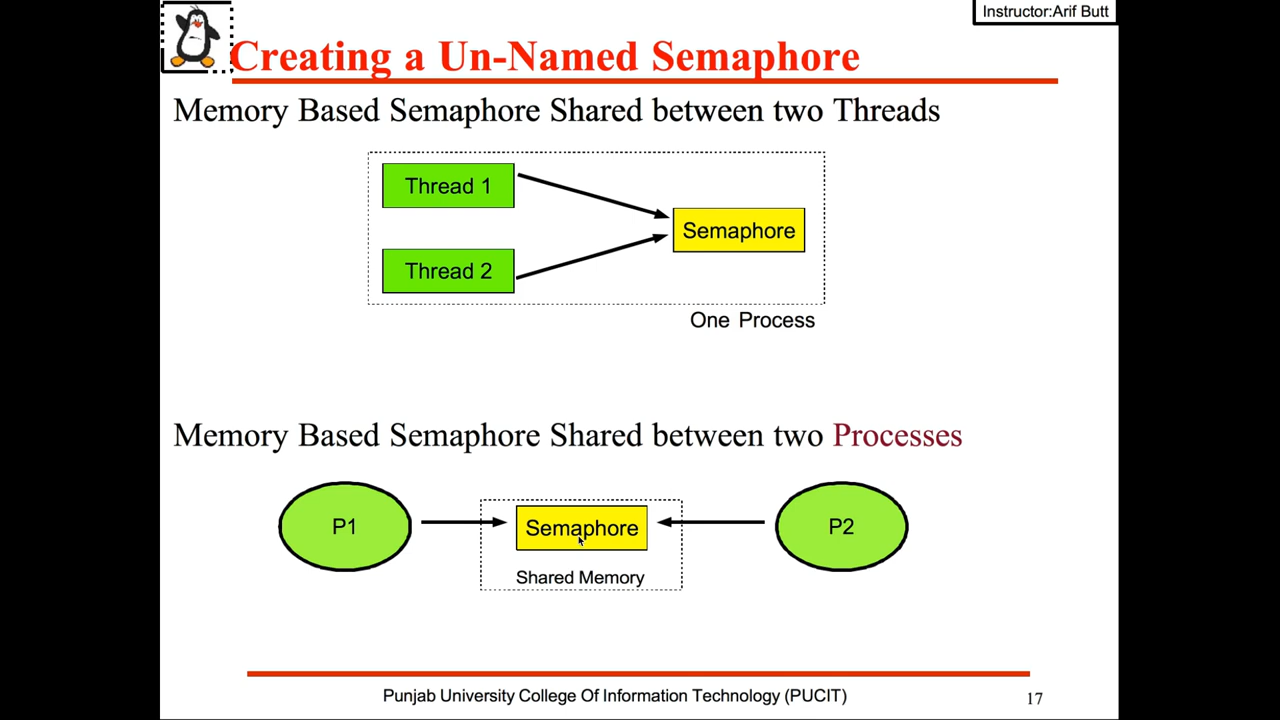 Instructor:Arif Butt
Creating a Un-Named Semaphore
Memory Based Semaphore Shared between two Threads
Thread 1
Semaphore
Thread 2
One Process
Memory Based Semaphore Shared between two Processes
P1
Semaphore
P2
Shared Memory
Punjab University College Of Information Technology (PUCIT)
17